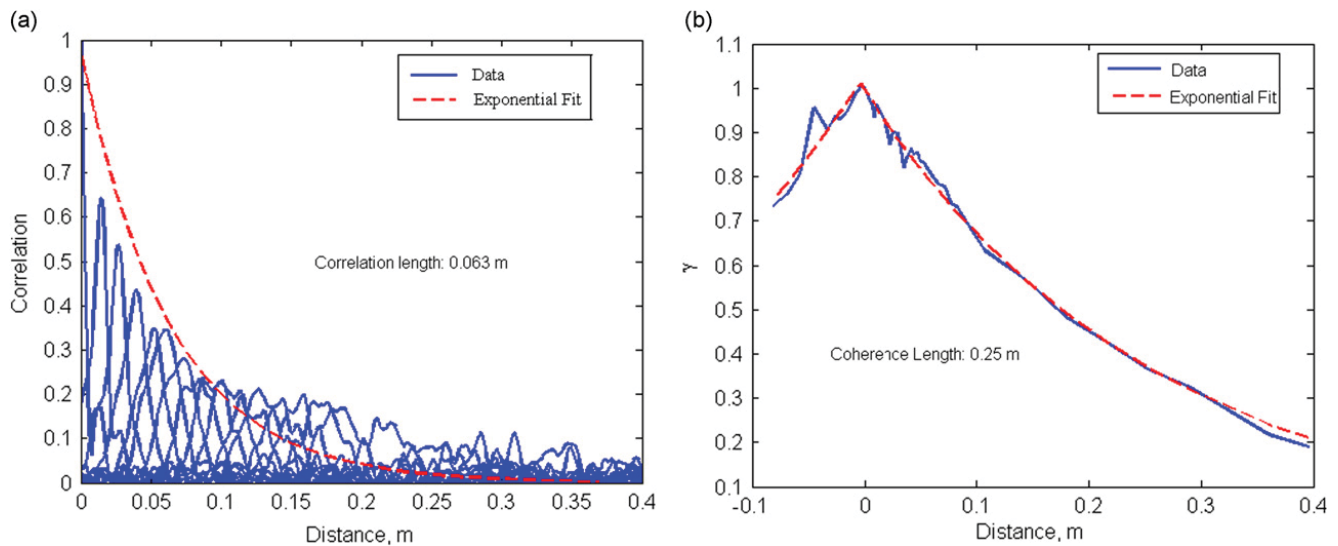 (a)
1
0.9
0.8
0.7
0.6
0.5
0.4
0.3
0.2
0.1
0
Correlation
Data
Exponential Fit
Correlation length: 0.063 m
0 0.05 0.1 0.15 0.2 0.25 0.3 0.35 0.4
Distance, m
(b)
1.1
1
0.9
0.8
0.7
0.6
0.5
0.4
0.3
0.2
0.1
γ
Data
Exponential Fit
Coherence Length: 0.25 m
-0.1 0 0.1 0.2 0.3 0.4
Distance, m